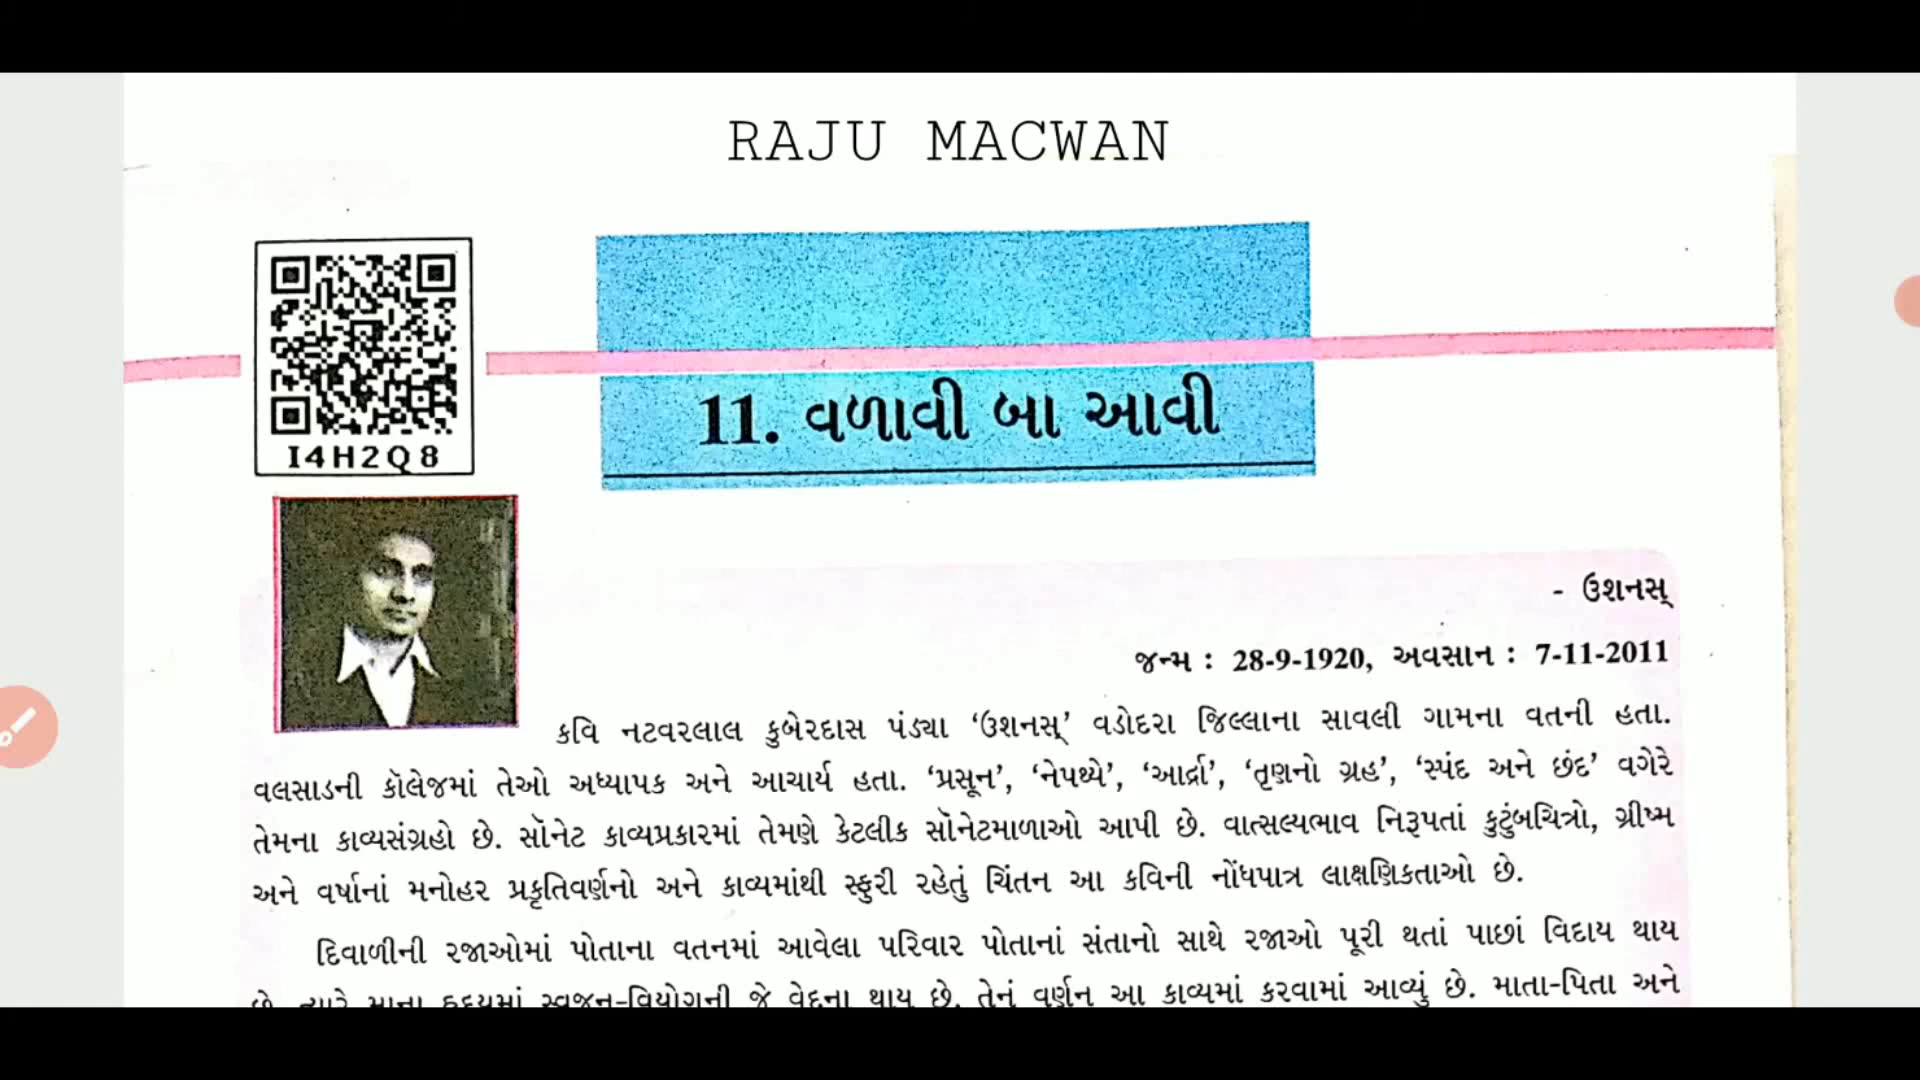 RAJU MACWAN
I4H2Q8
11. વળાવી બા આવી
- ઉશનસ્
જન્મ : 28-9-1920, અવસાન : 7-11-2011
કવિ નટવરલાલ કુબેરદાસ પંડ્યા ‘ઉશનસ્’ વડોદરા જિલ્લાના સાવલી ગામના વતની હતા.
વલસાડની કૉલેજમાં તેઓ અધ્યાપક અને આચાર્ય હતા. ‘પ્રસૂન’, ‘નેપથ્યે’, ‘આર્દ્રા’, ‘તૃણનો ગ્રહ’, ‘સ્પંદ અને છંદ’ વગેરે
તેમના કાવ્યસંગ્રહો છે. સૉનેટ કાવ્યપ્રકારમાં તેમણે કેટલીક સૉનેટમાળાઓ આપી છે. વાત્સલ્યભાવ નિરૂપતાં કુટુંબચિત્રો, ગ્રીષ્મ
અને વર્ષાનાં મનોહર પ્રકૃતિવર્ણનો અને કાવ્યમાંથી સ્ફુરી રહેતું ચિંતન આ કવિની નોંધપાત્ર લાક્ષણિકતાઓ છે.
દિવાળીની રજાઓમાં પોતાના વતનમાં આવેલા પરિવાર પોતાનાં સંતાનો સાથે રજાઓ પૂરી થતાં પાછાં વિદાય થાય
છે. ત્યારે માના હૃદયમાં સ્વજન-વિયોગની જે વેદના થાય છે. તેનું વર્ણન આ કાવ્યમાં કરવામાં આવ્યું છે. માતા-પિતા અને